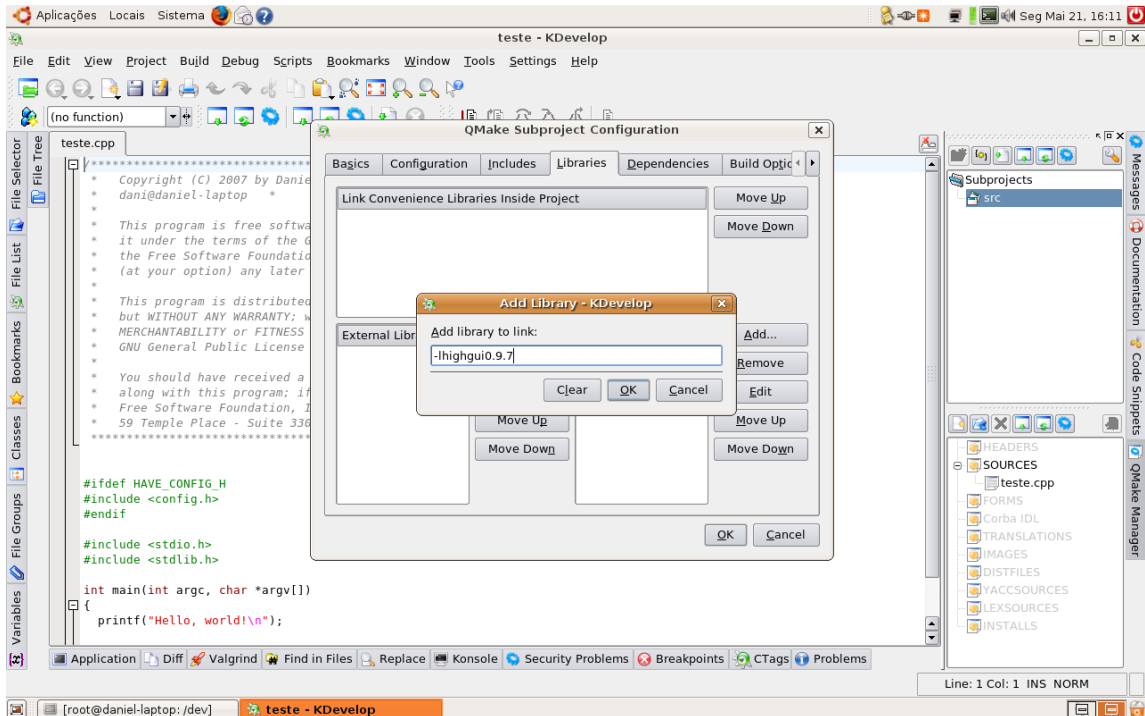 Aplicações Locais Sistema Seg Mai 21, 16:11
teste - KDevelop
File Edit View Project Build Debug Scripts Bookmarks Window Tools Settings Help
(no function)
File Selector
File List
Bookmarks
Classes
File Groups
Variables
File Tree
teste.cpp
/**********************************
* Copyright (C) 2007 by Danie
* dani@daniel-laptop *
*
* This program is free softwa
* it under the terms of the G
* the Free Software Foundatio
* (at your option) any later
*
* This program is distributed
* but WITHOUT ANY WARRANTY; w
* MERCHANTABILITY or FITNESS
* GNU General Public License
*
* You should have received a
* along with this program; if
* Free Software Foundation, I
* 59 Temple Place - Suite 330
**********************************
#ifdef HAVE_CONFIG_H
#include <config.h>
#endif
#include <stdio.h>
#include <stdlib.h>
int main(int argc, char *argv[])
{
printf("Hello, world!\n");
QMake Subproject Configuration
Basics Configuration Includes Libraries Dependencies Build Optic
Link Convenience Libraries Inside Project
Move Up
Move Down
External Libr
Add...
Remove
Edit
Move Up
Move Down
Move Up
Move Down
OK Cancel
Add Library - KDevelop
Add library to link:
-lhighgui0.9.7
Clear OK Cancel
Subprojects
src
HEADERS
SOURCES
teste.cpp
FORMS
Corba IDL
TRANSLATIONS
IMAGES
DISTFILES
YACCSOURCES
LEXSOURCES
INSTALLS
Messages
Documentation
Code Snippets
QMake Manager
Application Diff Valgrind Find in Files Replace Konsole Security Problems Breakpoints CTags Problems
Line: 1 Col: 1 INS NORM
[root@daniel-laptop: /dev] teste - KDevelop